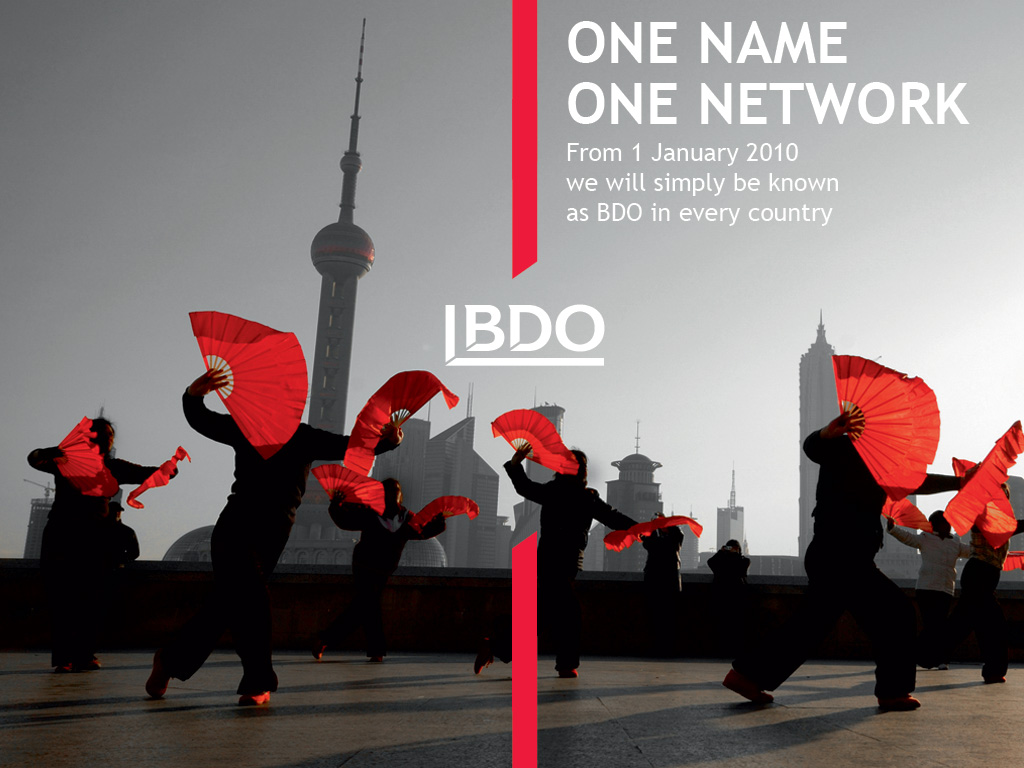 ONE NAME
ONE NETWORK
From 1 January 2010
we will simply be known
as BDO in every country
BDO